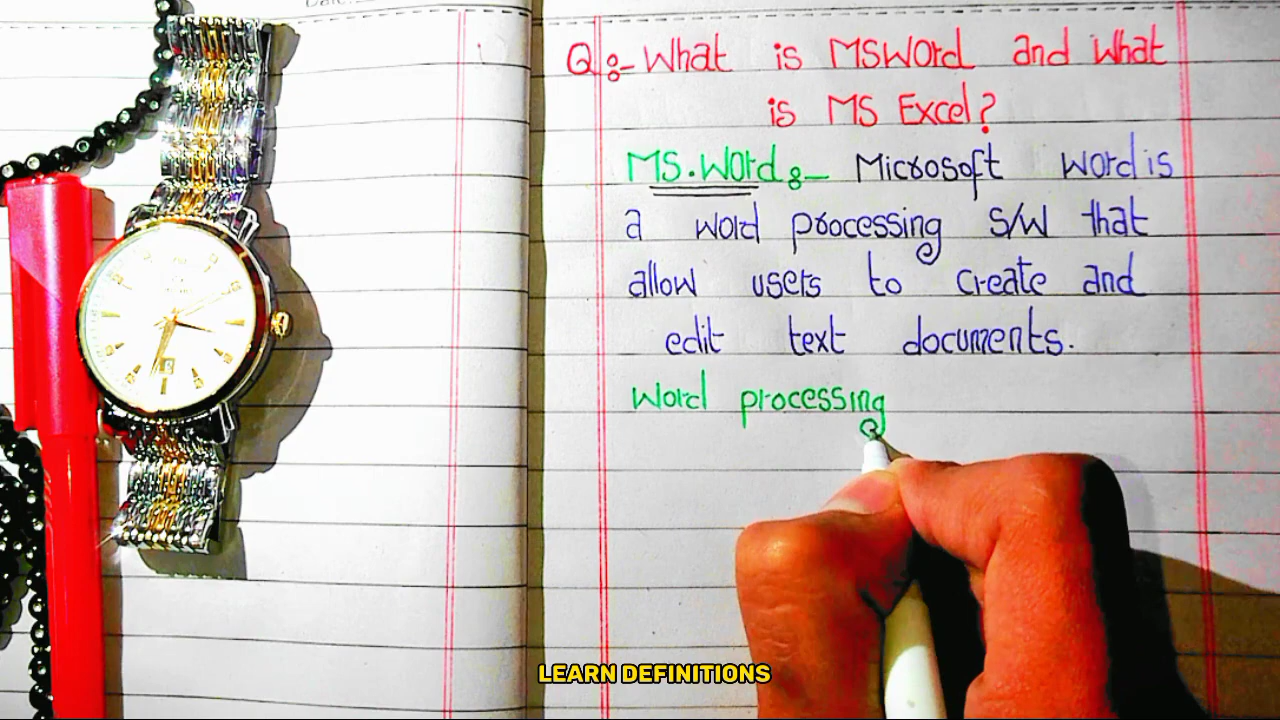 Q:- What is MSWord and what
is MS Excel?
MS.Word:- Microsoft word is
a word processing S/W that
allow users to create and
edit text documents.
Word processing
LEARN DEFINITIONS